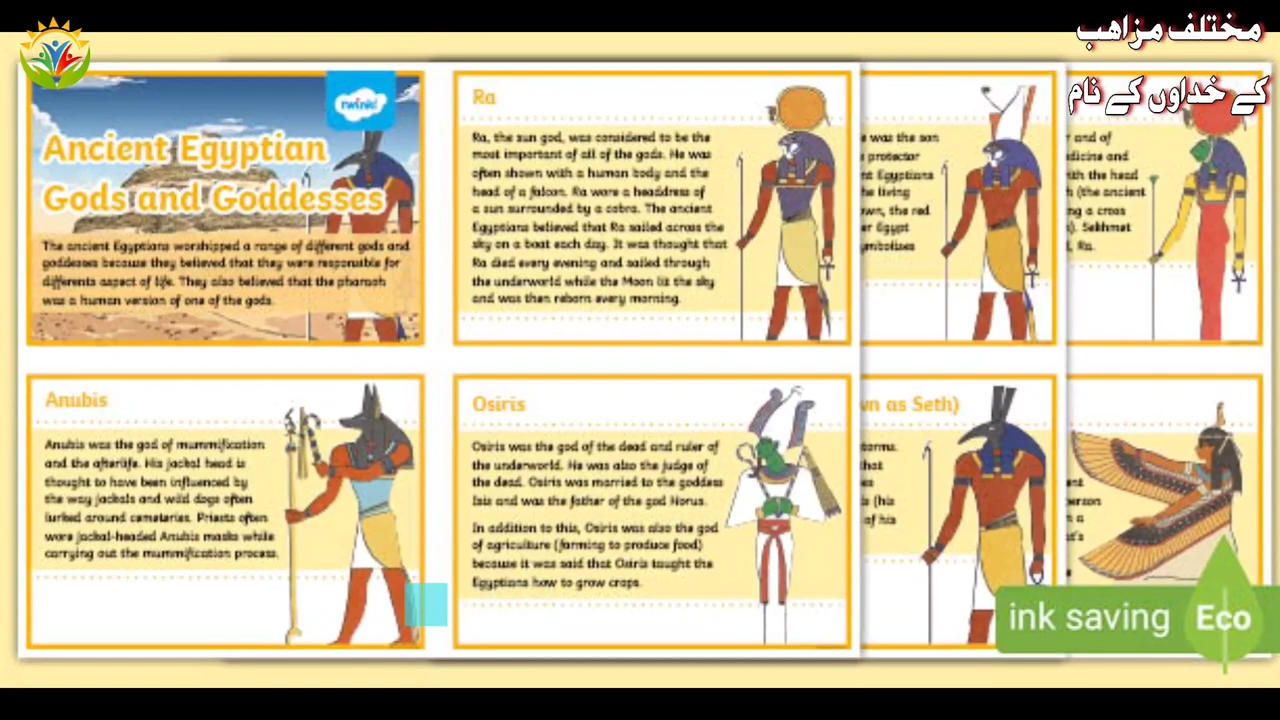 مختلف مزاھب
کے خداوں کے نام
twinkl
Ancient Egyptian
Gods and Goddesses
The ancient Egyptians worshipped a range of different gods and
goddesses because they believed that they were responsible for
differents aspect of life. They also believed that the pharaoh
was a human version of one of the gods.
Ra
Ra, the sun god, was considered to be the
most important of all of the gods. He was
often shown with a human body and the
head of a falcon. Ra wore a headdress of
a sun surrounded by a cobra. The ancient
Egyptians believed that Ra sailed across the
sky on a boat each day. It was thought that
Ra died every evening and sailed through
the underworld while the Moon lit the sky
and was then reborn every morning.
was the son
protector
Egyptians
living
the red
Egypt
and of
with the head
(the ancient
a cross
Sekhmet
Ra.
Anubis
Anubis was the god of mummification
and the afterlife. His jackal head is
thought to have been influenced by
the way jackals and wild dogs often
lurked around cemeteries. Priests often
wore jackal-headed Anubis masks while
carrying out the mummification process.
Osiris
Osiris was the god of the dead and ruler of
the underworld. He was also the judge of
the dead. Osiris was married to the goddess
Isis and was the father of the god Horus.
In addition to this, Osiris was also the god
of agriculture (farming to produce food)
because it was said that Osiris taught the
Egyptians how to grow crops.
wn as Seth)
that
(his
of his
ink saving Eco